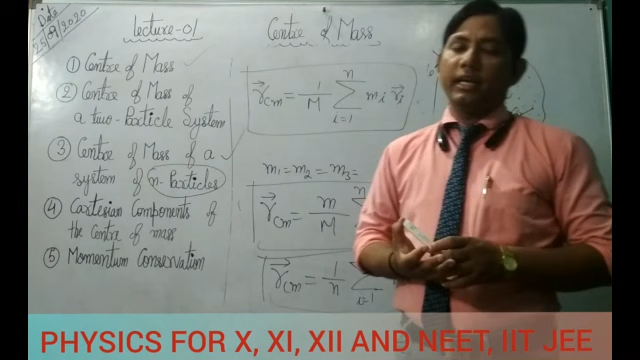 Date
25/09/2020
Lecture-01
Centre of Mass
① Centre of Mass ✓
② Centre of Mass of
a two-Particle System
③ Centre of Mass of a ✓
system of n-Particles
④ Cartesian Components of
the Centre of mass
⑤ Momentum Conservation
r⃗cm = 1/M Σ i=1 n mi r⃗i
m1 = m2 = m3 =
r⃗cm = m/M Σ n
r⃗cm = 1/n Σ i=1
PHYSICS FOR X, XI, XII AND NEET, IIT JEE